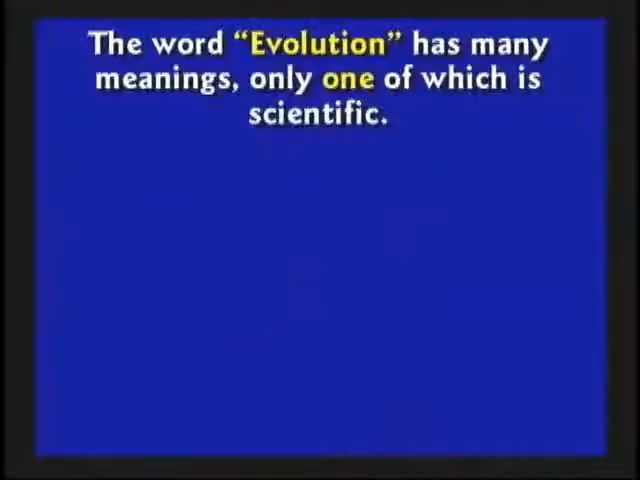 The word “Evolution” has many
meanings, only one of which is
scientific.